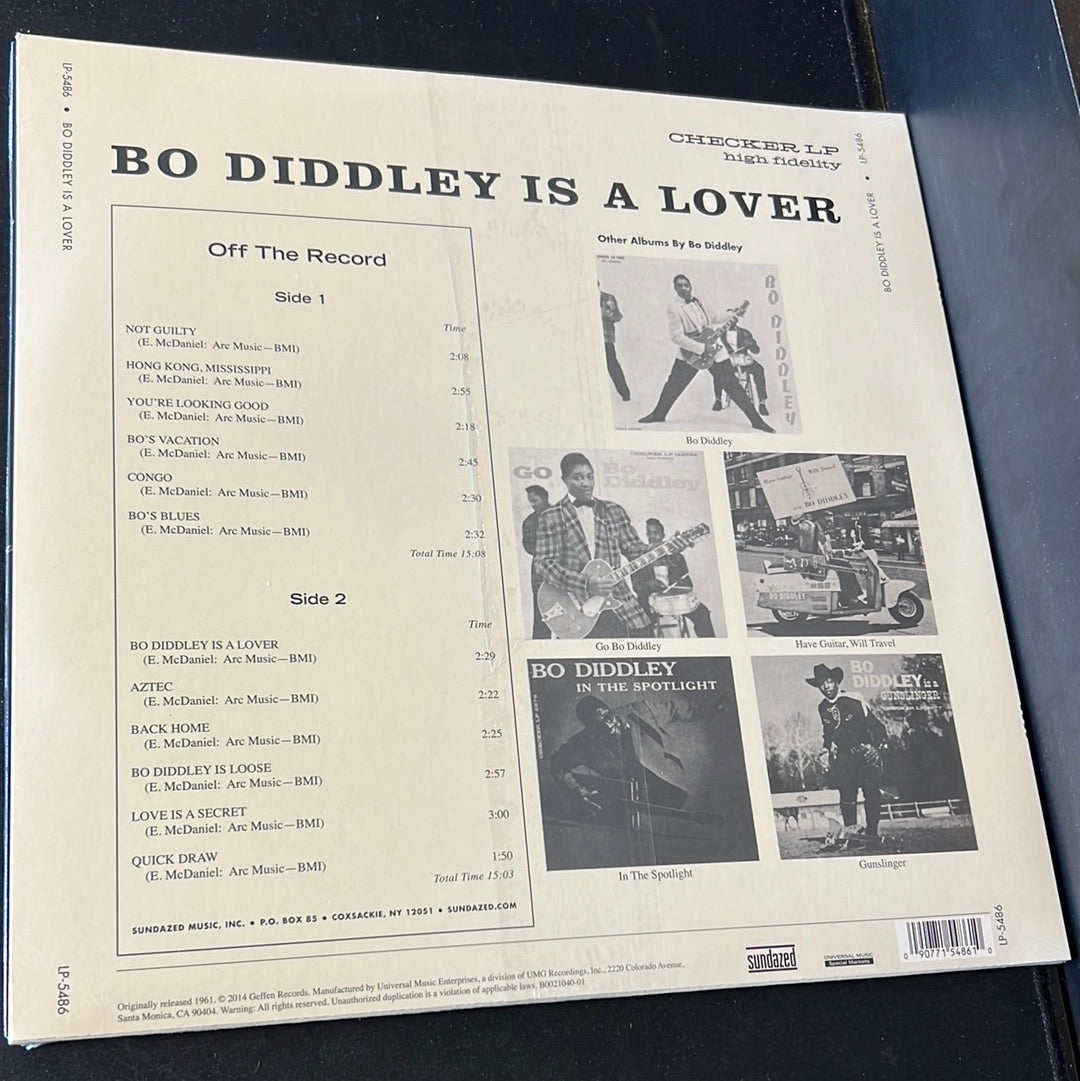 LP-5486 • BO DIDDLEY IS A LOVER
CHECKER LP
high fidelity
BO DIDDLEY IS A LOVER
LP-5486 • BO DIDDLEY IS A LOVER
Off The Record
Side 1
Time
NOT GUILTY
(E. McDaniel: Arc Music—BMI) 2:08
HONG KONG, MISSISSIPPI
(E. McDaniel: Arc Music—BMI) 2:55
YOU'RE LOOKING GOOD
(E. McDaniel: Arc Music—BMI) 2:18
BO'S VACATION
(E. McDaniel: Arc Music—BMI) 2:45
CONGO
(E. McDaniel: Arc Music—BMI) 2:30
BO'S BLUES
(E. McDaniel: Arc Music—BMI) 2:32
Total Time 15:08
Side 2
Time
BO DIDDLEY IS A LOVER
(E. McDaniel: Arc Music—BMI) 2:29
AZTEC
(E. McDaniel: Arc Music—BMI) 2:22
BACK HOME
(E. McDaniel: Arc Music—BMI) 2:25
BO DIDDLEY IS LOOSE
(E. McDaniel: Arc Music—BMI) 2:57
LOVE IS A SECRET
(E. McDaniel: Arc Music—BMI) 3:00
QUICK DRAW
(E. McDaniel: Arc Music—BMI) 1:50
Total Time 15:03
SUNDAZED MUSIC, INC. • P.O. BOX 85 • COXSACKIE, NY 12051 • SUNDAZED.COM
Other Albums By Bo Diddley
BO DIDDLEY
Bo Diddley
GO Bo
Diddley
Go Bo Diddley
Have Guitar Will Travel
BO DIDDLEY
BO DIDDLEY
Have Guitar, Will Travel
BO DIDDLEY
IN THE SPOTLIGHT
In The Spotlight
BO
DIDDLEY is a
GUNSLINGER
Gunslinger
LP-5486
Originally released 1961. © 2014 Geffen Records. Manufactured by Universal Music Enterprises, a division of UMG Recordings, Inc., 2220 Colorado Avenue,
Santa Monica, CA 90404. Warning: All rights reserved. Unauthorized duplication is a violation of applicable laws. B0021040-01
sundazed
UNIVERSAL MUSIC
Special Markets
0 90771 54861 0
LP-5486